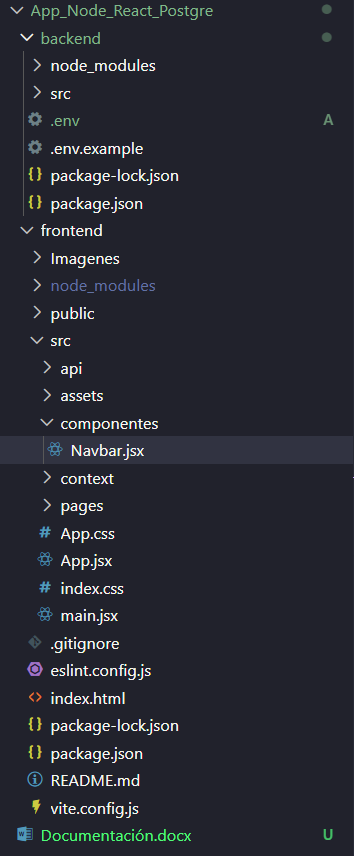 App_Node_React_Postgre
backend
node_modules
src
.env A
.env.example
package-lock.json
package.json
frontend
Imagenes
node_modules
public
src
api
assets
componentes
Navbar.jsx
context
pages
App.css
App.jsx
index.css
main.jsx
.gitignore
eslint.config.js
index.html
package-lock.json
package.json
README.md
vite.config.js
Documentación.docx U